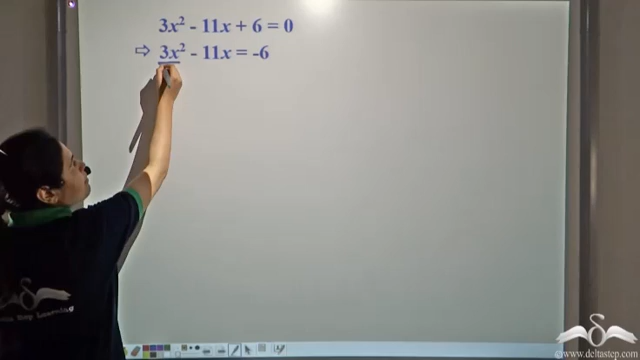 3x² - 11x + 6 = 0
⇨ 3x² - 11x = -6
©www.deltastep.com